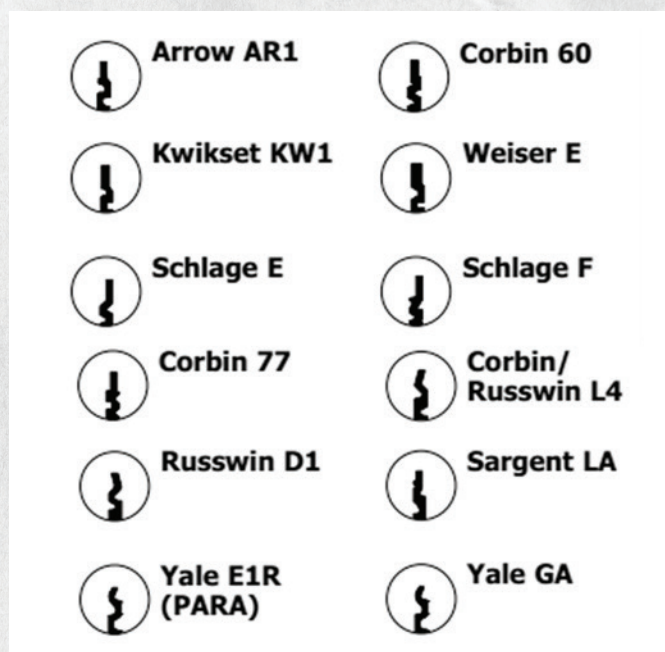 Arrow AR1
Corbin 60
Kwikset KW1
Weiser E
Schlage E
Schlage F
Corbin 77
Corbin/
Russwin L4
Russwin D1
Sargent LA
Yale E1R
(PARA)
Yale GA